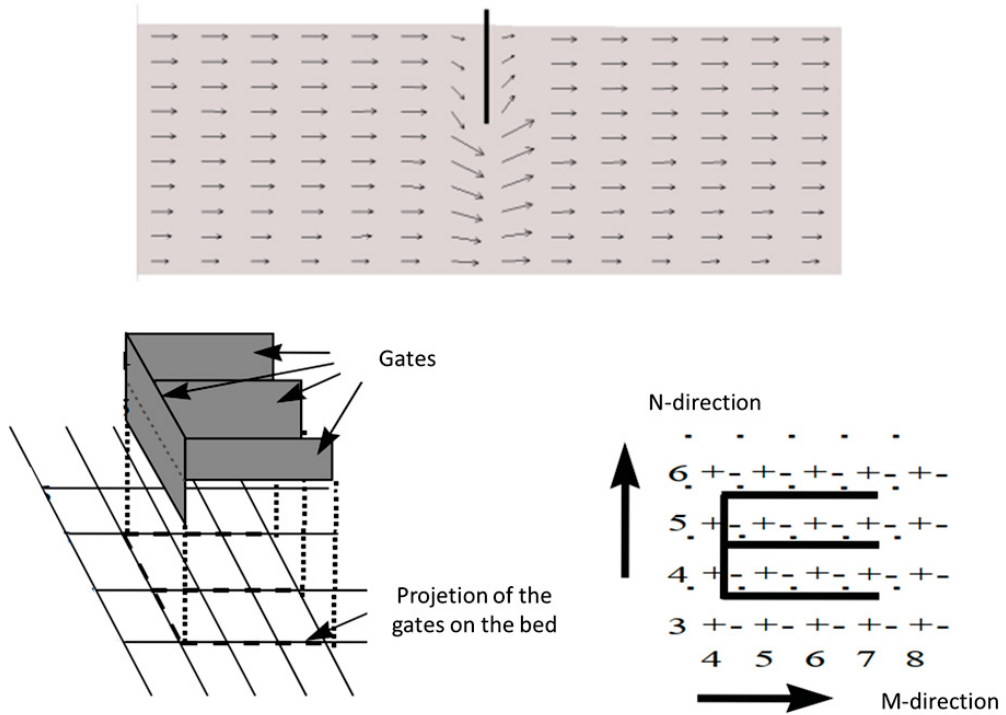 Gates
Projetion of the
gates on the bed
N-direction
6 + - + - + - + - + -
5 + - + - + - + - + -
4 + - + - + - + - + -
3 + - + - + - + - + -
4 5 6 7 8
M-direction